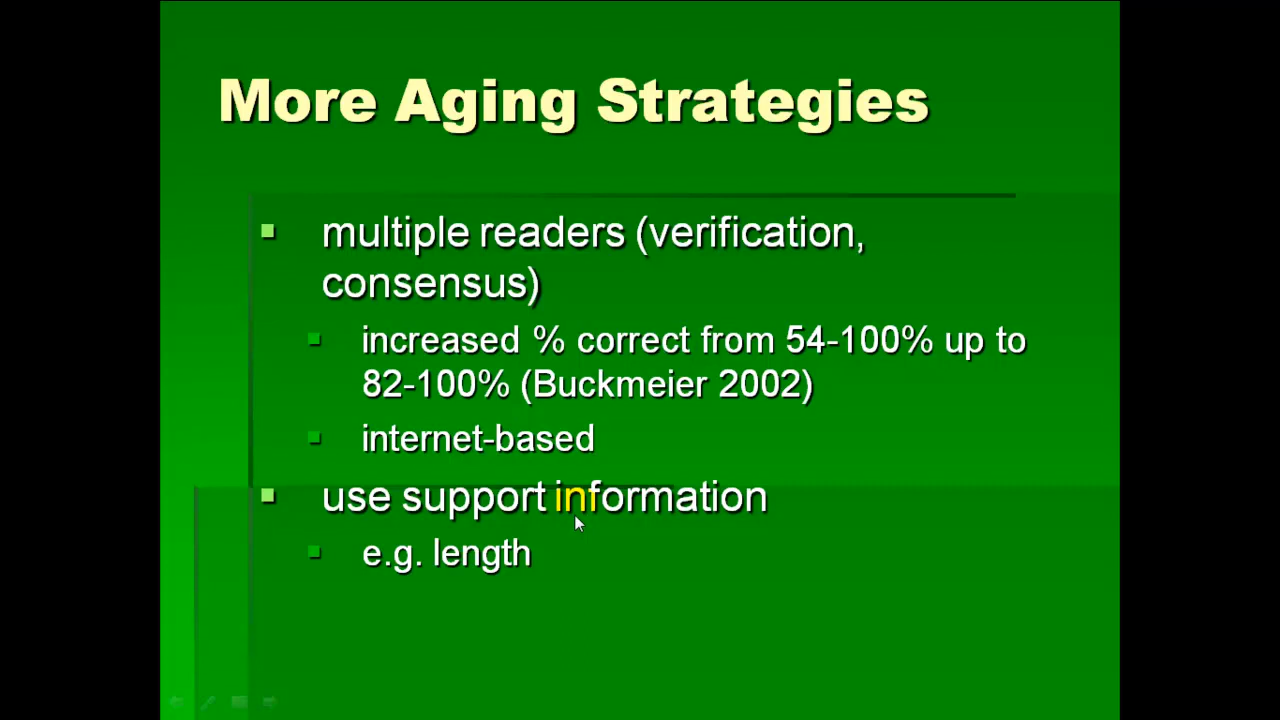 More Aging Strategies
multiple readers (verification,
consensus)
increased % correct from 54-100% up to
82-100% (Buckmeier 2002)
internet-based
use support information
e.g. length